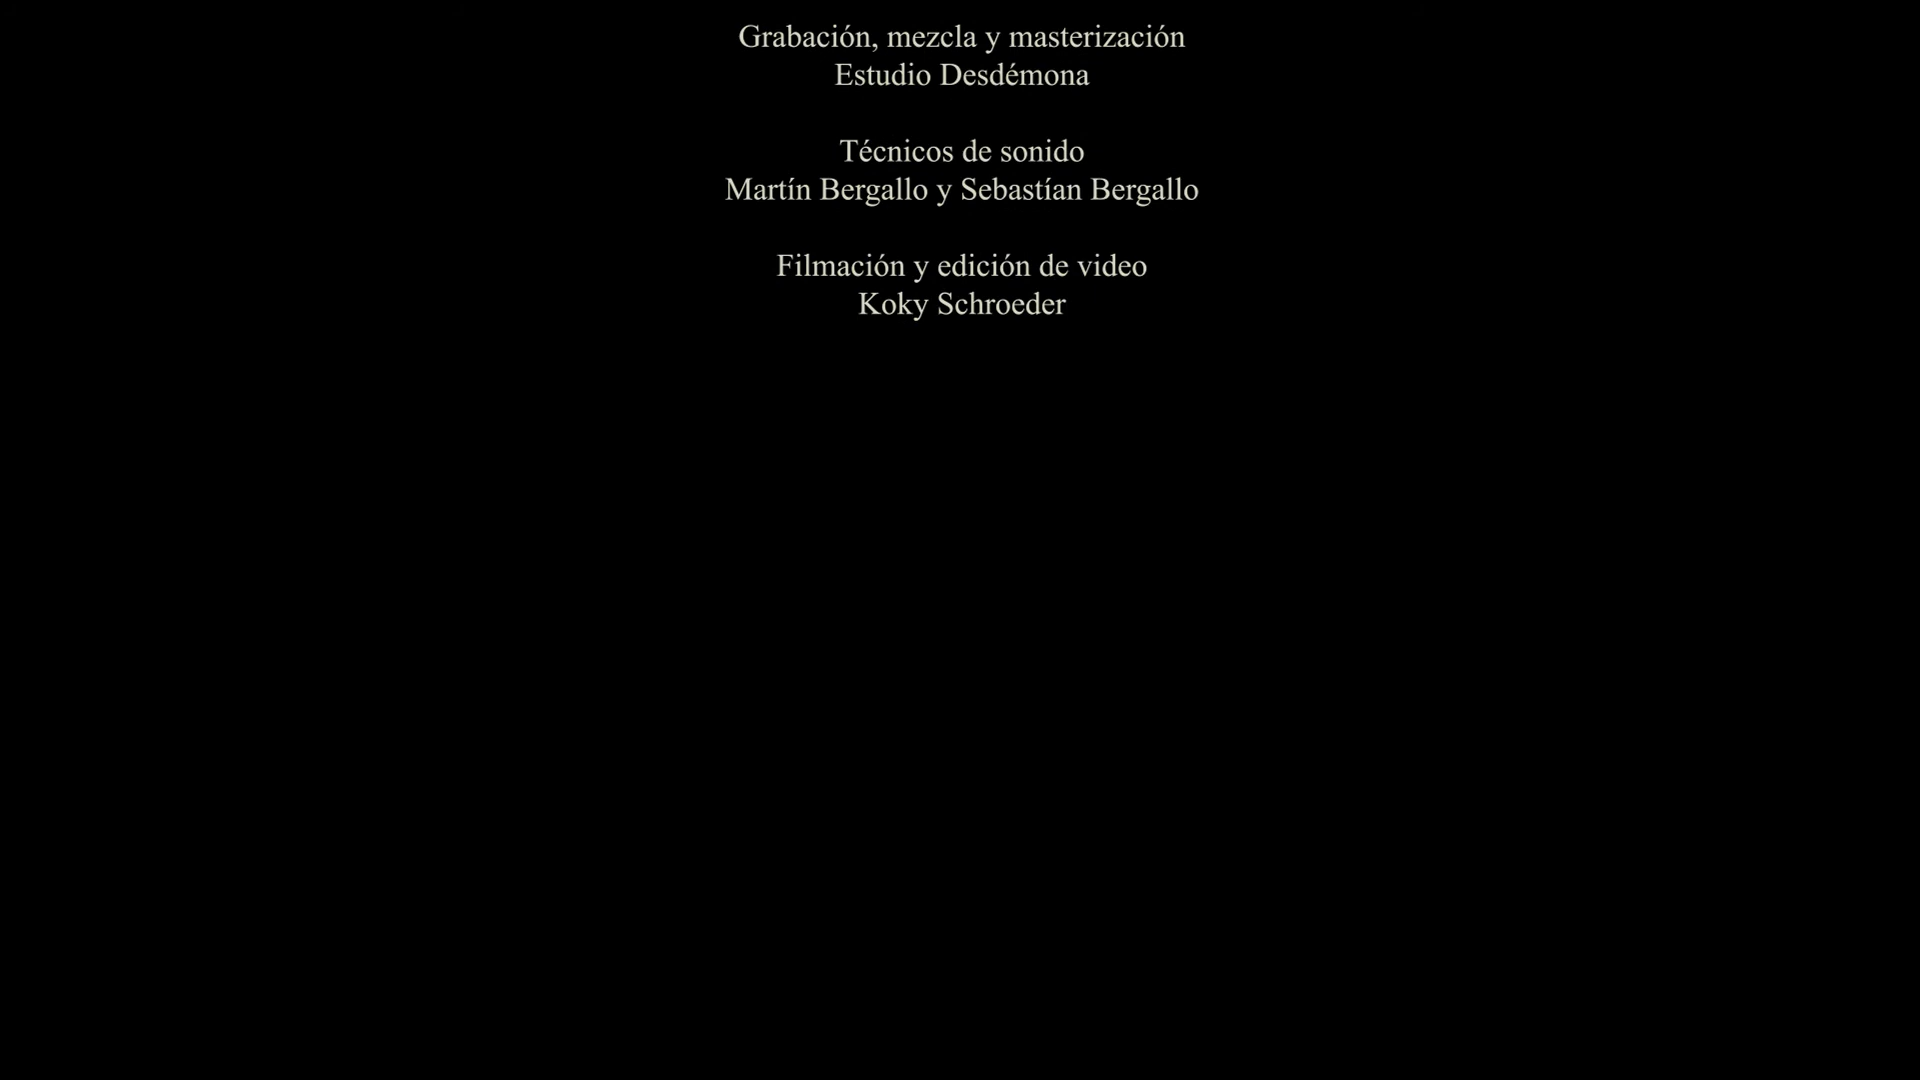 Grabación, mezcla y masterización
Estudio Desdémona
Técnicos de sonido
Martín Bergallo y Sebastían Bergallo
Filmación y edición de video
Koky Schroeder